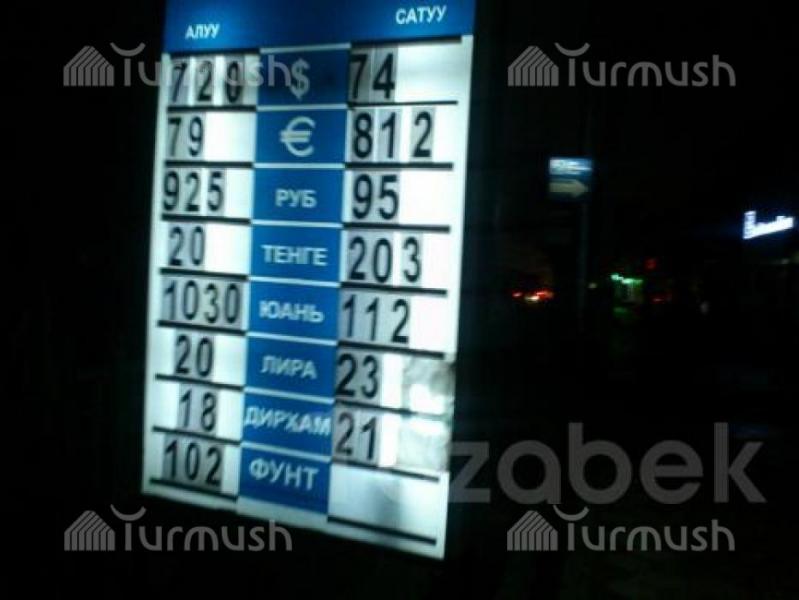 АЛУУ САТУУ
720 $ 74
79 € 812
925 РУБ 95
20 ТЕНГЕ 203
1030 ЮАНЬ 112
20 ЛИРА 23
18 ДИРХАМ 21
102 ФУНТ
Turmush Turmush
zabek
Turmush Turmush